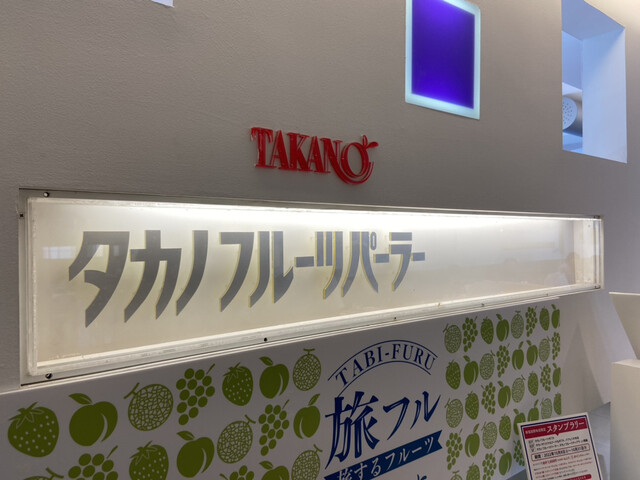 TAKANO
タカノフルーツパーラー
TABI-FURU
旅フル
旅するフルーツ
スタンプラリー